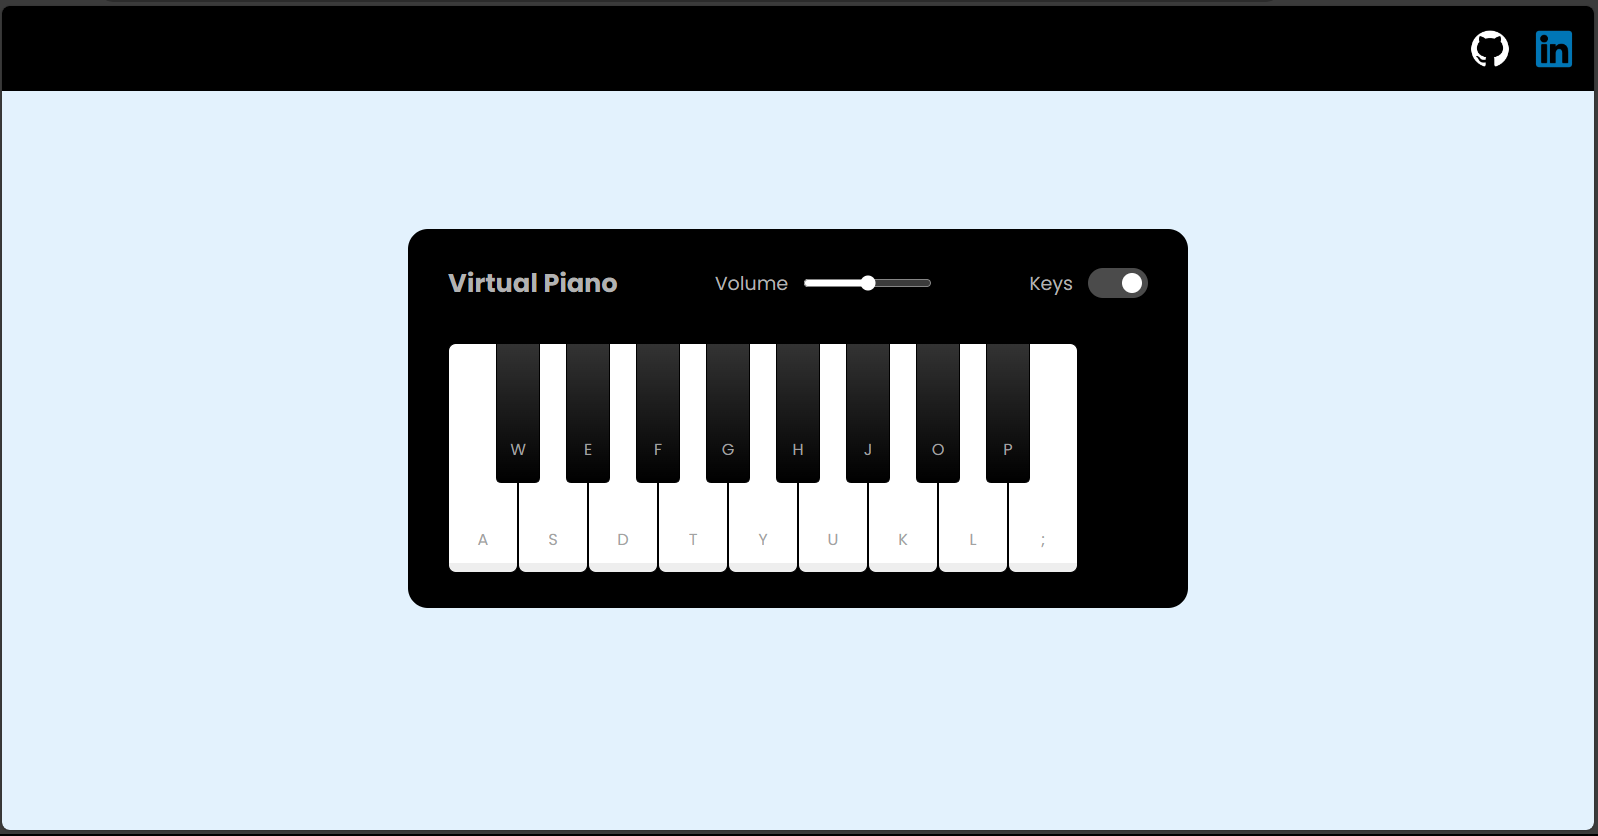 in
Virtual Piano Volume Keys
W E F G H J O P
A S D T Y U K L ;